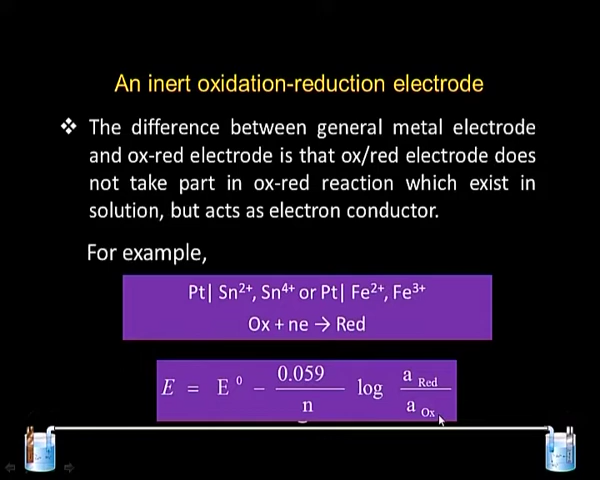 An inert oxidation-reduction electrode
❖ The difference between general metal electrode
and ox-red electrode is that ox/red electrode does
not take part in ox-red reaction which exist in
solution, but acts as electron conductor.
For example,
Pt| Sn²⁺, Sn⁴⁺ or Pt| Fe²⁺, Fe³⁺
Ox + ne → Red
E = E⁰ − 0.059/n log a Red/a Ox